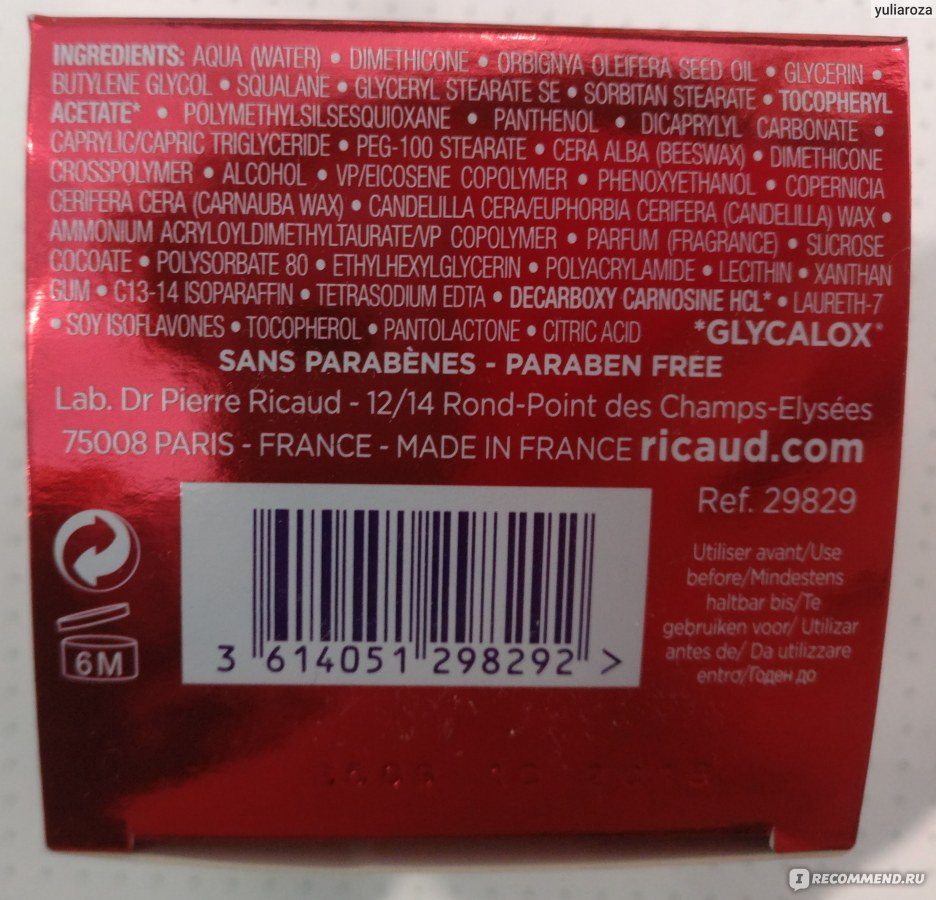 yuliaroza
INGREDIENTS: AQUA (WATER) • DIMETHICONE • ORBIGNYA OLEIFERA SEED OIL • GLYCERIN •
BUTYLENE GLYCOL • SQUALANE • GLYCERYL STEARATE SE • SORBITAN STEARATE • TOCOPHERYL
ACETATE* • POLYMETHYLSILSESQUIOXANE • PANTHENOL • DICAPRYLYL CARBONATE •
CAPRYLIC/CAPRIC TRIGLYCERIDE • PEG-100 STEARATE • CERA ALBA (BEESWAX) • DIMETHICONE
CROSSPOLYMER • ALCOHOL • VP/EICOSENE COPOLYMER • PHENOXYETHANOL • COPERNICIA
CERIFERA CERA (CARNAUBA WAX) • CANDELILLA CERA/EUPHORBIA CERIFERA (CANDELILLA) WAX •
AMMONIUM ACRYLOYLDIMETHYLTAURATE/VP COPOLYMER • PARFUM (FRAGRANCE) • SUCROSE
COCOATE • POLYSORBATE 80 • ETHYLHEXYLGLYCERIN • POLYACRYLAMIDE • LECITHIN • XANTHAN
GUM • C13-14 ISOPARAFFIN • TETRASODIUM EDTA • DECARBOXY CARNOSINE HCL* • LAURETH-7
• SOY ISOFLAVONES • TOCOPHEROL • PANTOLACTONE • CITRIC ACID *GLYCALOX*
SANS PARABÈNES - PARABEN FREE
Lab. Dr Pierre Ricaud - 12/14 Rond-Point des Champs-Elysées
75008 PARIS - FRANCE - MADE IN FRANCE ricaud.com
Ref. 29829
Utiliser avant/Use
before/Mindestens
haltbar bis/Te
gebruiken voor/ Utilizar
antes de/ Da utilizzare
entro/Годен до
6M
3 614051 298292 >
IRECOMMEND.RU